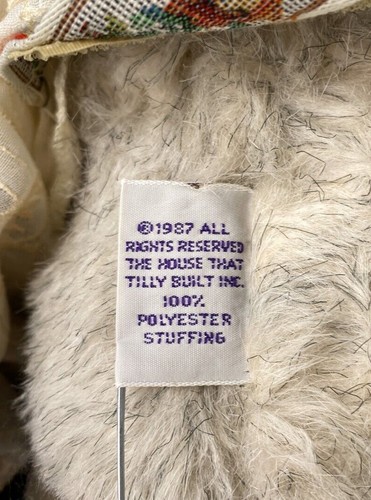 ©1987 ALL
RIGHTS RESERVED
THE HOUSE THAT
TILLY BUILT INC.
100%
POLYESTER
STUFFING